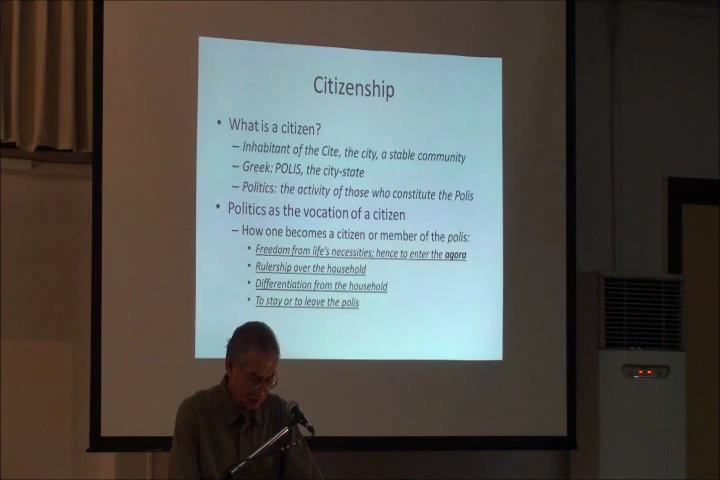 Citizenship
• What is a citizen?
– Inhabitant of the Cite, the city, a stable community
– Greek: POLIS, the city-state
– Politics: the activity of those who constitute the Polis
• Politics as the vocation of a citizen
– How one becomes a citizen or member of the polis:
• Freedom from life's necessities; hence to enter the agora
• Rulership over the household
• Differentiation from the household
• To stay or to leave the polis